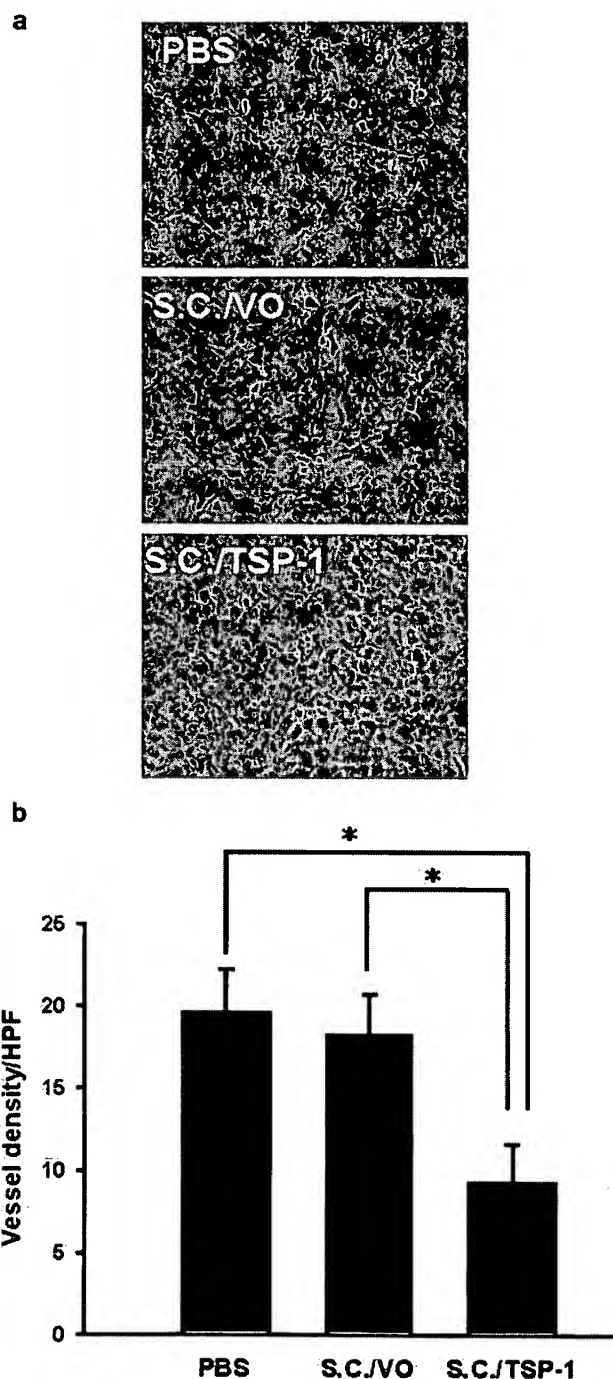 a
PBS
S.C./VO
S.C./TSP-1
b
*
*
Vessel density/HPF
25
20
15
10
5
0
PBS S.C./VO S.C./TSP-1